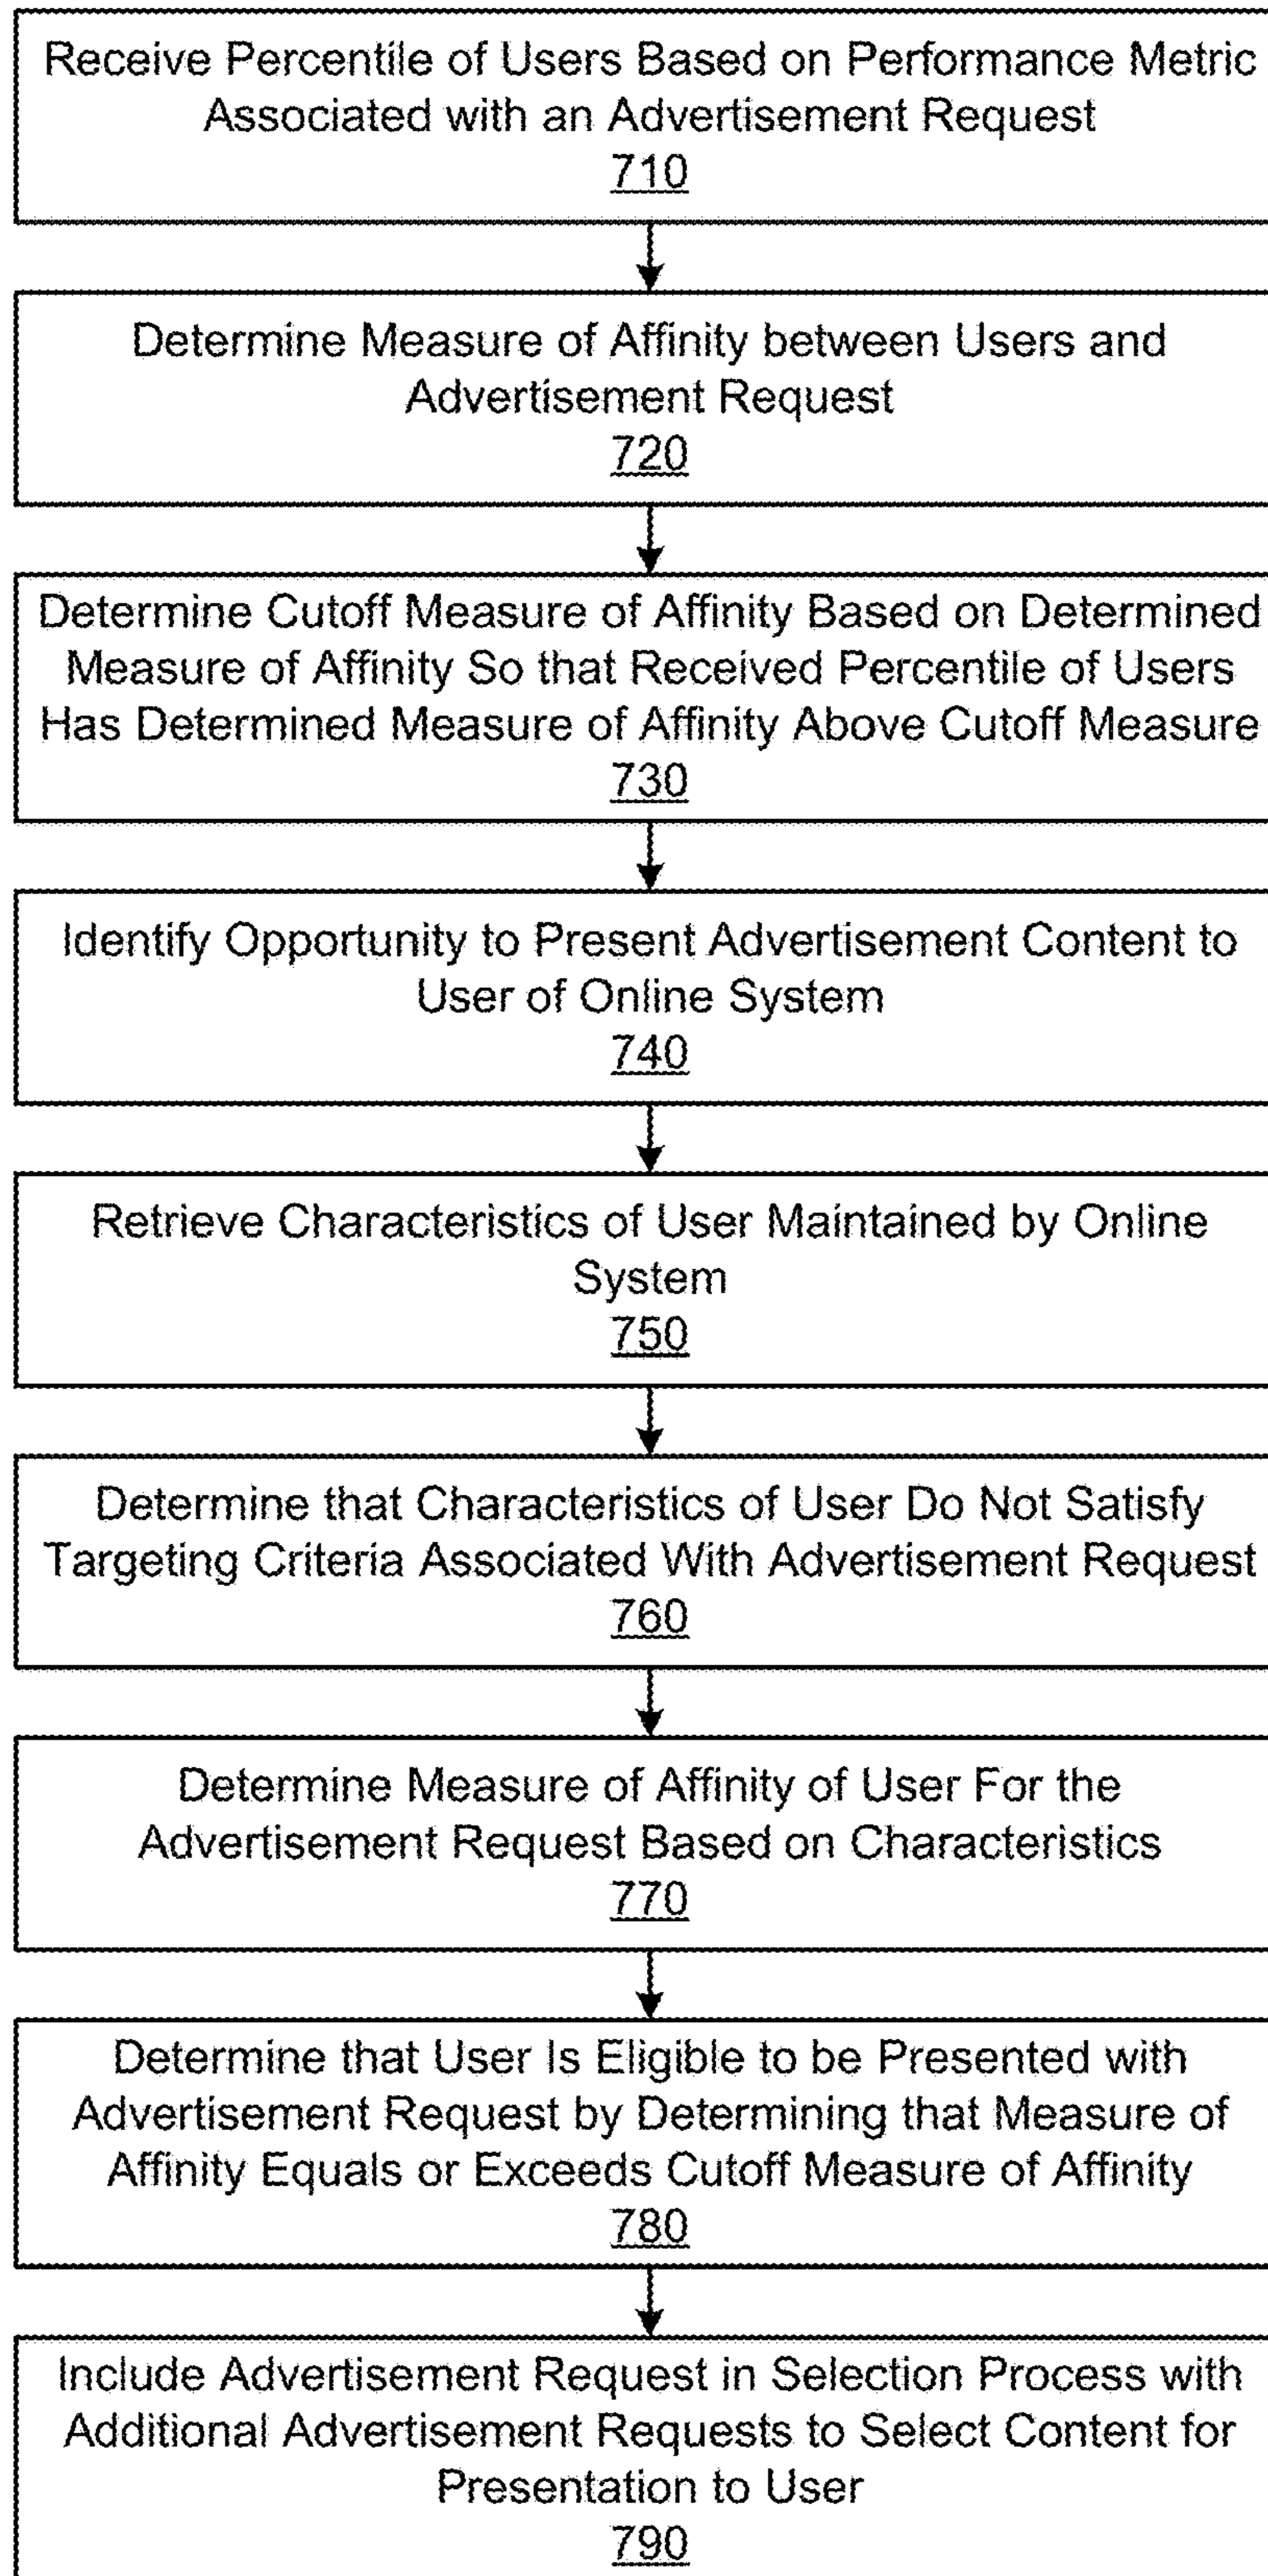 Receive Percentile of Users Based on Performance Metric
Associated with an Advertisement Request
710
Determine Measure of Affinity between Users and
Advertisement Request
720
Determine Cutoff Measure of Affinity Based on Determined
Measure of Affinity So that Received Percentile of Users
Has Determined Measure of Affinity Above Cutoff Measure
730
Identify Opportunity to Present Advertisement Content to
User of Online System
740
Retrieve Characteristics of User Maintained by Online
System
750
Determine that Characteristics of User Do Not Satisfy
Targeting Criteria Associated With Advertisement Request
760
Determine Measure of Affinity of User For the
Advertisement Request Based on Characteristics
770
Determine that User Is Eligible to be Presented with
Advertisement Request by Determining that Measure of
Affinity Equals or Exceeds Cutoff Measure of Affinity
780
Include Advertisement Request in Selection Process with
Additional Advertisement Requests to Select Content for
Presentation to User
790